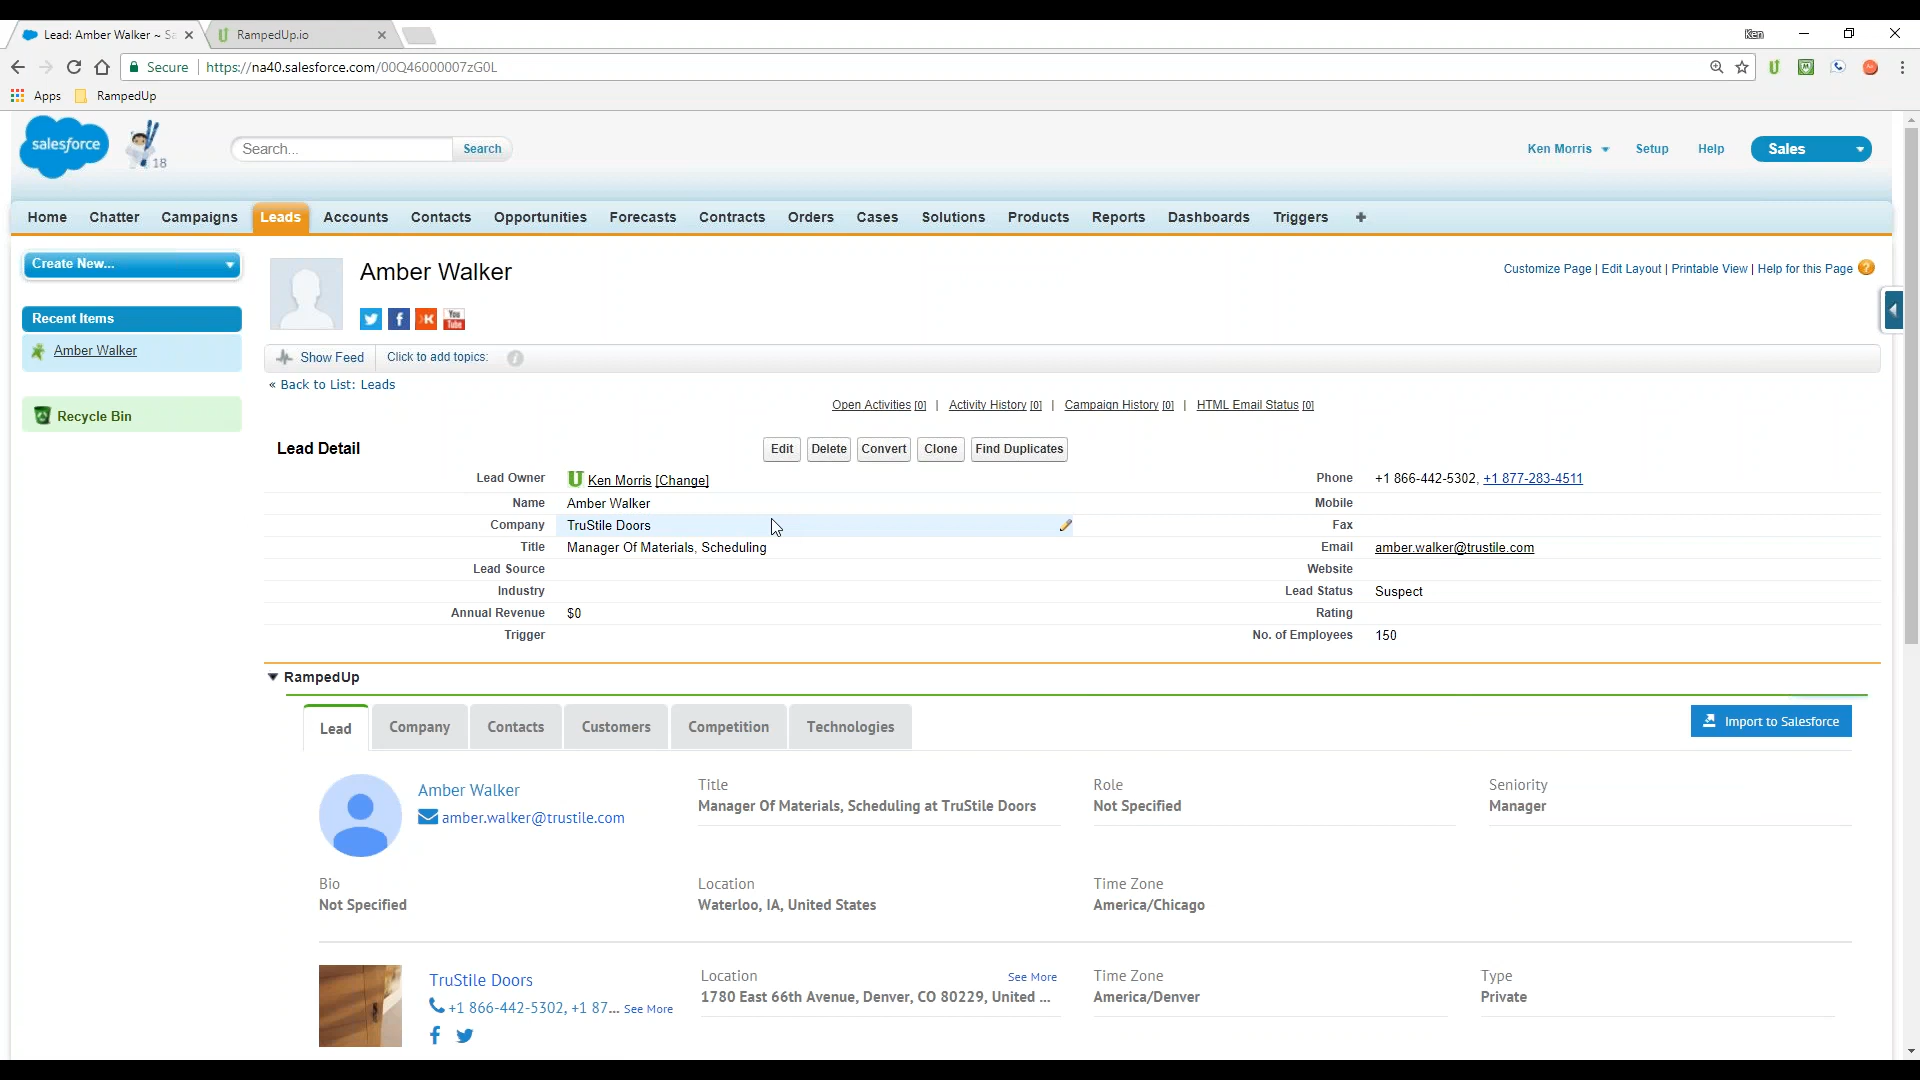 Lead: Amber Walker ~ Sa
RampedUp.io
Ken
Secure https://na40.salesforce.com/00Q46000007zG0L
Apps RampedUp
salesforce
18
Search...
Search
Ken Morris Setup Help Sales
Home Chatter Campaigns Leads Accounts Contacts Opportunities Forecasts Contracts Orders Cases Solutions Products Reports Dashboards Triggers +
Create New...
Recent Items
Amber Walker
Recycle Bin
Amber Walker
Customize Page | Edit Layout | Printable View | Help for this Page ?
You Tube
Show Feed Click to add topics: i
« Back to List: Leads
Open Activities [0] | Activity History [0] | Campaign History [0] | HTML Email Status [0]
Lead Detail Edit Delete Convert Clone Find Duplicates
Lead Owner Ken Morris [Change] Phone +1 866-442-5302, +1 877-283-4511
Name Amber Walker Mobile
Company TruStile Doors Fax
Title Manager Of Materials, Scheduling Email amber.walker@trustile.com
Lead Source Website
Industry Lead Status Suspect
Annual Revenue $0 Rating
Trigger No. of Employees 150
RampedUp
Lead Company Contacts Customers Competition Technologies Import to Salesforce
Amber Walker
amber.walker@trustile.com
Title
Manager Of Materials, Scheduling at TruStile Doors
Role
Not Specified
Seniority
Manager
Bio
Not Specified
Location
Waterloo, IA, United States
Time Zone
America/Chicago
TruStile Doors
+1 866-442-5302, +1 87... See More
Location See More
1780 East 66th Avenue, Denver, CO 80229, United ...
Time Zone
America/Denver
Type
Private